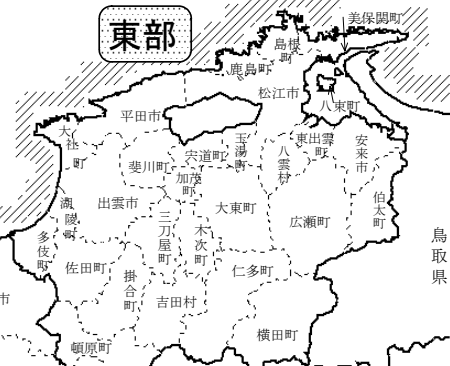 東部
美保関町
島根町
鹿島町
松江市
八束町
平田市
大社町
玉湯町
八雲村
東出雲町
安来市
宍道町
斐川町
加茂町
伯太町
湖陵町
出雲市
大東町
広瀬町
三刀屋町
木次町
多伎町
鳥取県
佐田町
掛合町
仁多町
市
吉田村
横田町
頓原町